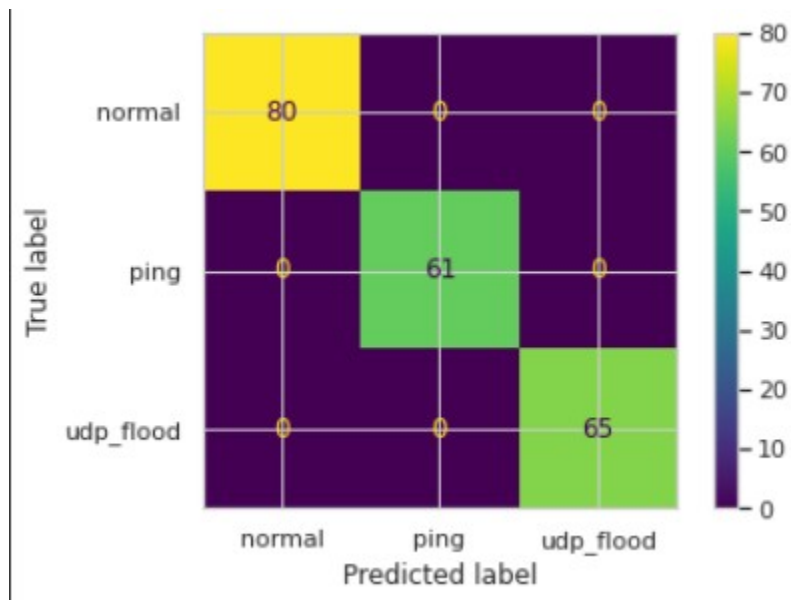 80
normal 80 0 0
70
60
50
ping 0 61 0
40
30
20
udp_flood 0 0 65
10
0
normal ping udp_flood
Predicted label
True label